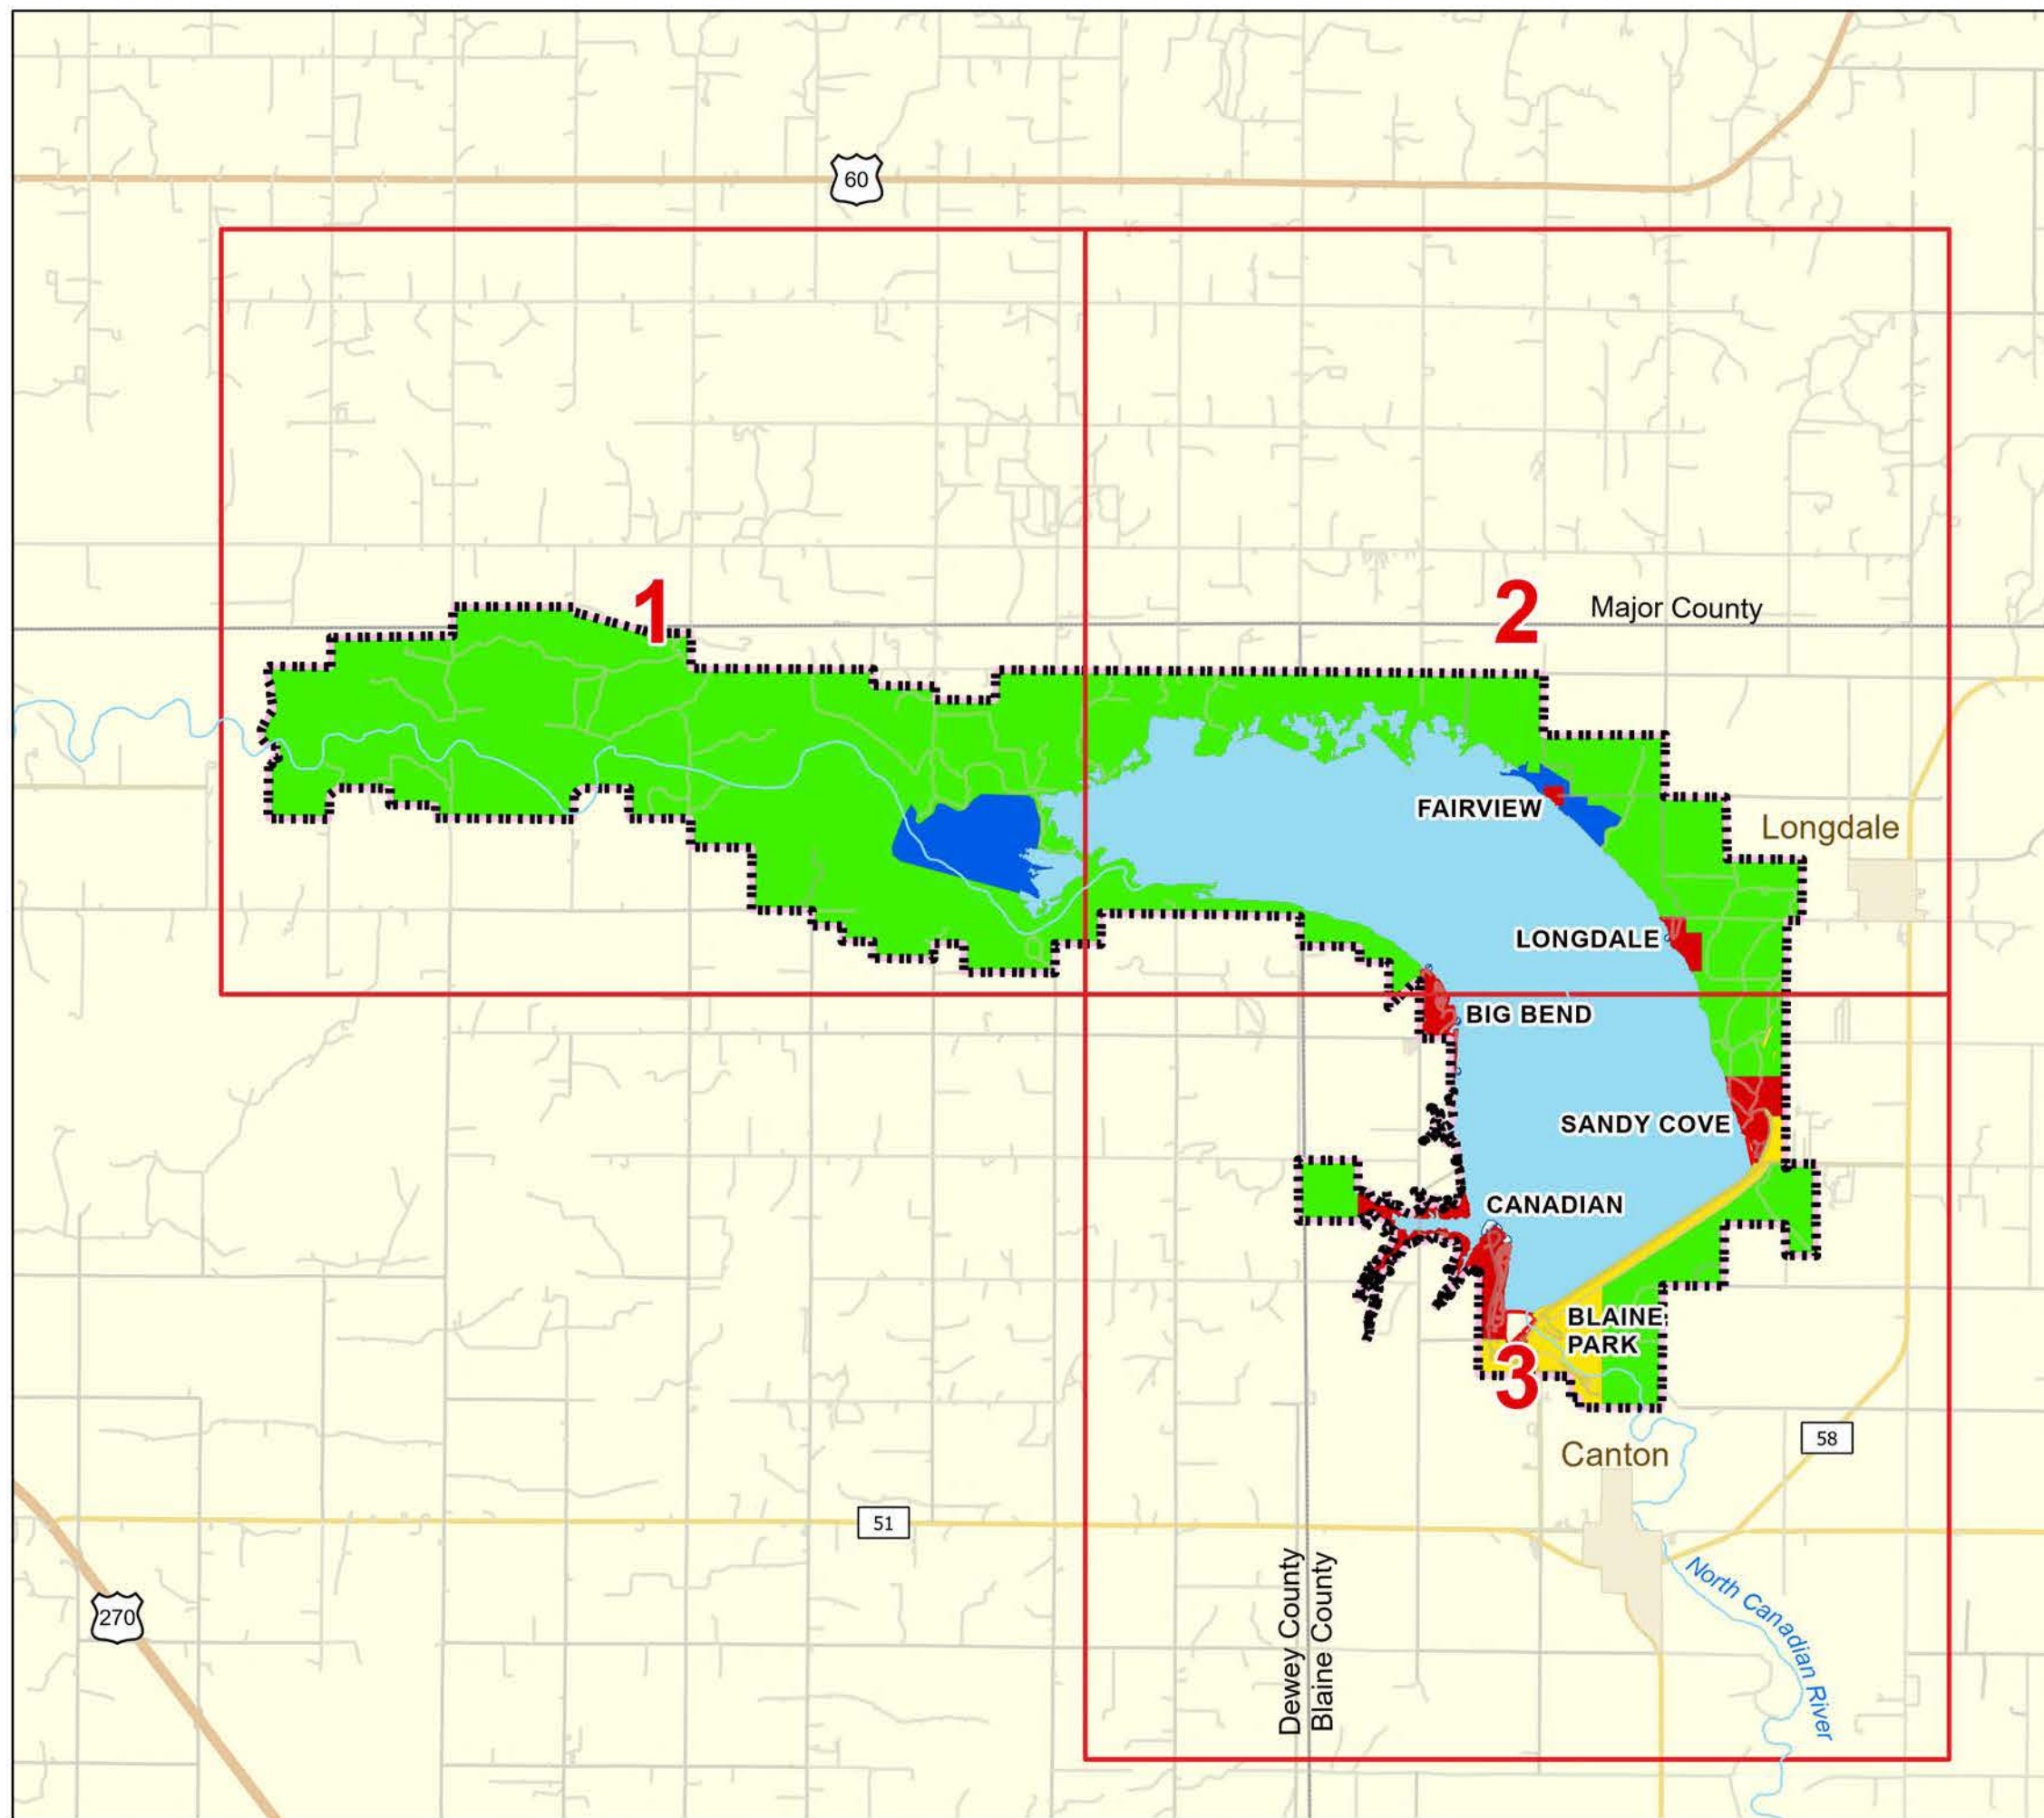 60
1
2
Major County
FAIRVIEW
Longdale
LONGDALE
BIG BEND
SANDY COVE
CANADIAN
BLAINE
PARK
3
58
Canton
51
Dewey County
Blaine County
North Canadian River
270